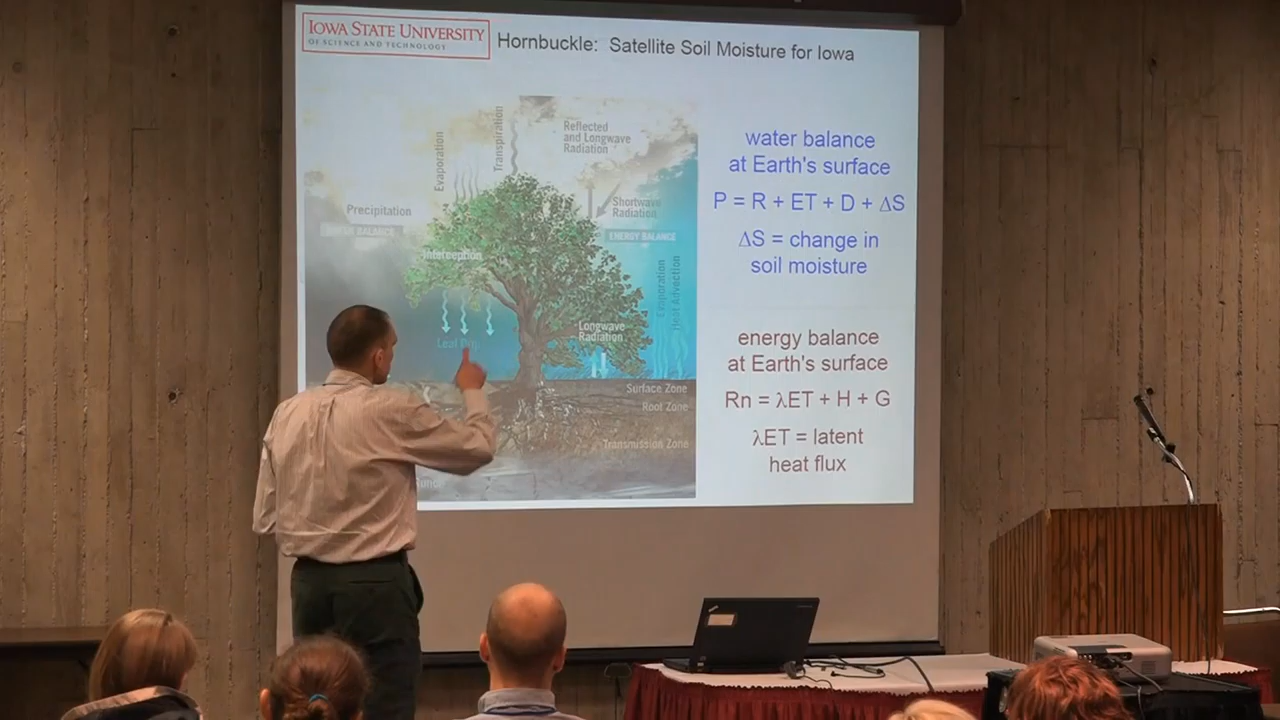 IOWA STATE UNIVERSITY
OF SCIENCE AND TECHNOLOGY
Hornbuckle: Satellite Soil Moisture for Iowa
Evaporation
Transpiration
Reflected
and Longwave
Radiation
Precipitation
BALANCE
Shortwave
Radiation
ENERGY BALANCE
Interception
Evaporation
Heat Advection
Longwave
Radiation
Leaf
Surface Zone
Root Zone
Transmission Zone
water balance
at Earth's surface
P = R + ET + D + ΔS
ΔS = change in
soil moisture
energy balance
at Earth's surface
Rn = λET + H + G
λET = latent
heat flux